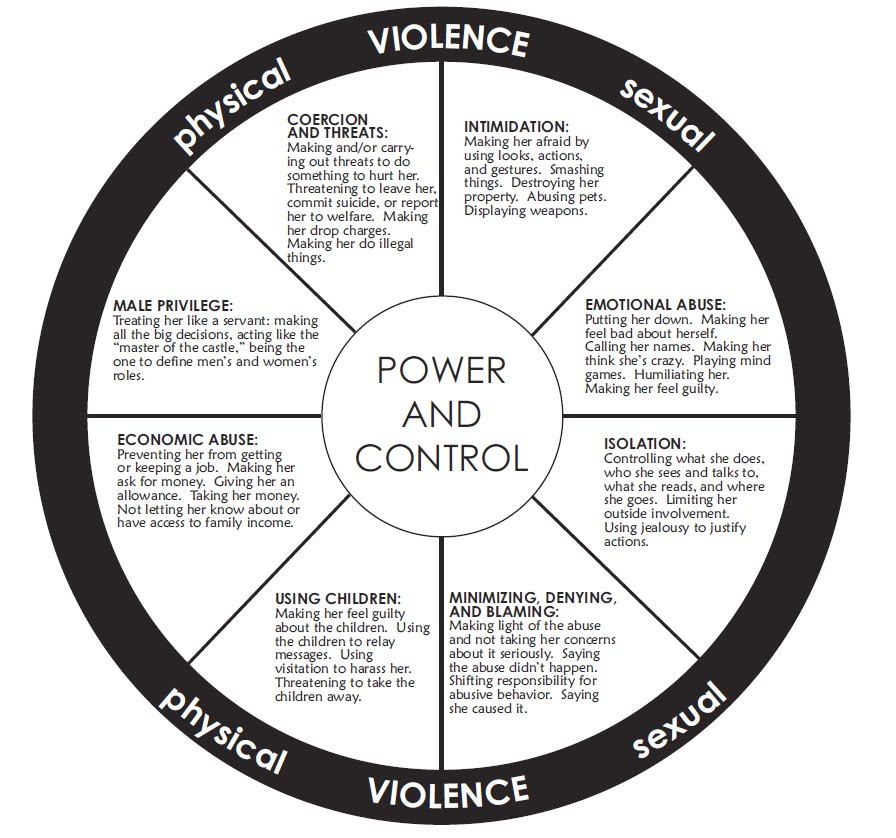 physical VIOLENCE sexual
COERCION
AND THREATS:
Making and/or carry-
ing out threats to do
something to hurt her.
Threatening to leave her,
commit suicide, or report
her to welfare.  Making
her drop charges.
Making her do illegal
things.
INTIMIDATION:
Making her afraid by
using looks, actions,
and gestures.  Smashing
things.  Destroying her
property.  Abusing pets.
Displaying weapons.
MALE PRIVILEGE:
Treating her like a servant: making
all the big decisions, acting like the
“master of the castle,” being the
one to define men’s and women’s
roles.
EMOTIONAL ABUSE:
Putting her down.  Making her
feel bad about herself.
Calling her names.  Making her
think she’s crazy.  Playing mind
games.  Humiliating her.
Making her feel guilty.
POWER
AND
CONTROL
ECONOMIC ABUSE:
Preventing her from getting
or keeping a job.  Making her
ask for money.  Giving her an
allowance.  Taking her money.
Not letting her know about or
have access to family income.
ISOLATION:
Controlling what she does,
who she sees and talks to,
what she reads, and where
she goes.  Limiting her
outside involvement.
Using jealousy to justify
actions.
USING CHILDREN:
Making her feel guilty
about the children.  Using
the children to relay
messages.  Using
visitation to harass her.
Threatening to take the
children away.
MINIMIZING, DENYING,
AND BLAMING:
Making light of the abuse
and not taking her concerns
about it seriously.  Saying
the abuse didn’t happen.
Shifting responsibility for
abusive behavior.  Saying
she caused it.
physical VIOLENCE sexual